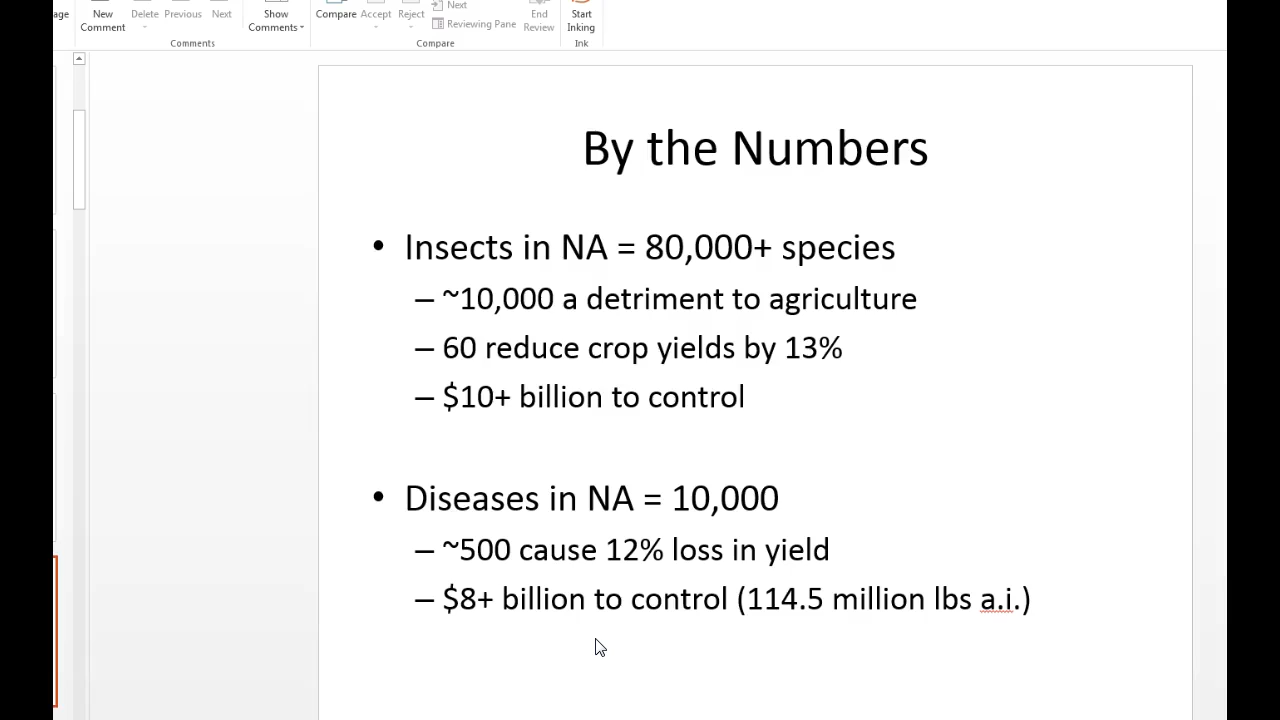 age
New
Comment
Delete
Previous
Next
Show
Comments
Comments
Compare
Accept
Reject
Next
Reviewing Pane
Compare
End
Review
Start
Inking
Ink
By the Numbers
• Insects in NA = 80,000+ species
– ~10,000 a detriment to agriculture
– 60 reduce crop yields by 13%
– $10+ billion to control
• Diseases in NA = 10,000
– ~500 cause 12% loss in yield
– $8+ billion to control (114.5 million lbs a.i.)